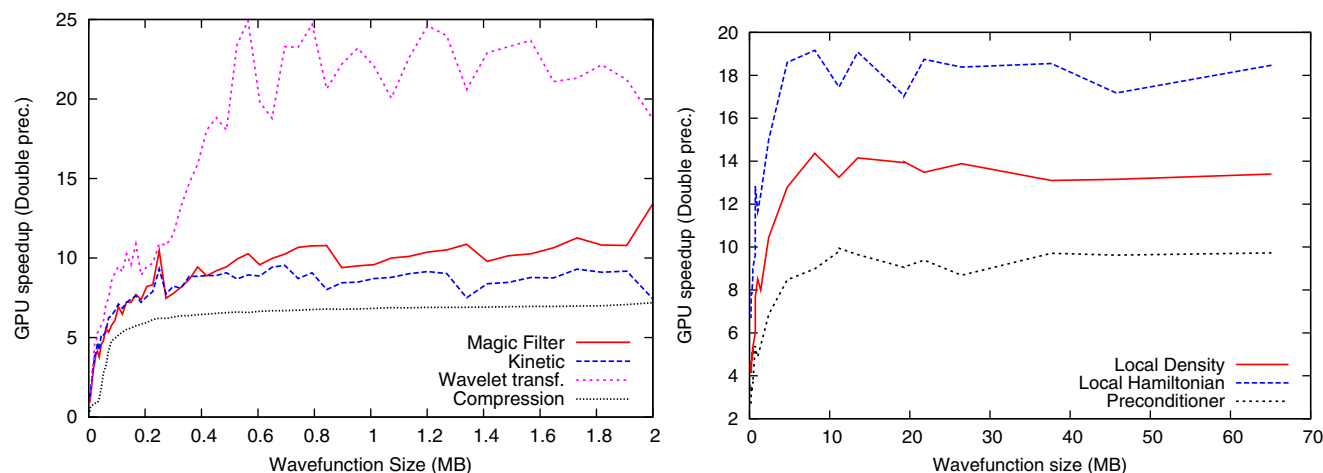 GPU speedup (Double prec.)
25
20
15
10
5
0
Magic Filter
Kinetic
Wavelet transf.
Compression
0 0.2 0.4 0.6 0.8 1 1.2 1.4 1.6 1.8 2
Wavefunction Size (MB)
GPU speedup (Double prec.)
20
18
16
14
12
10
8
6
4
2
Local Density
Local Hamiltonian
Preconditioner
0 10 20 30 40 50 60 70
Wavefunction size (MB)